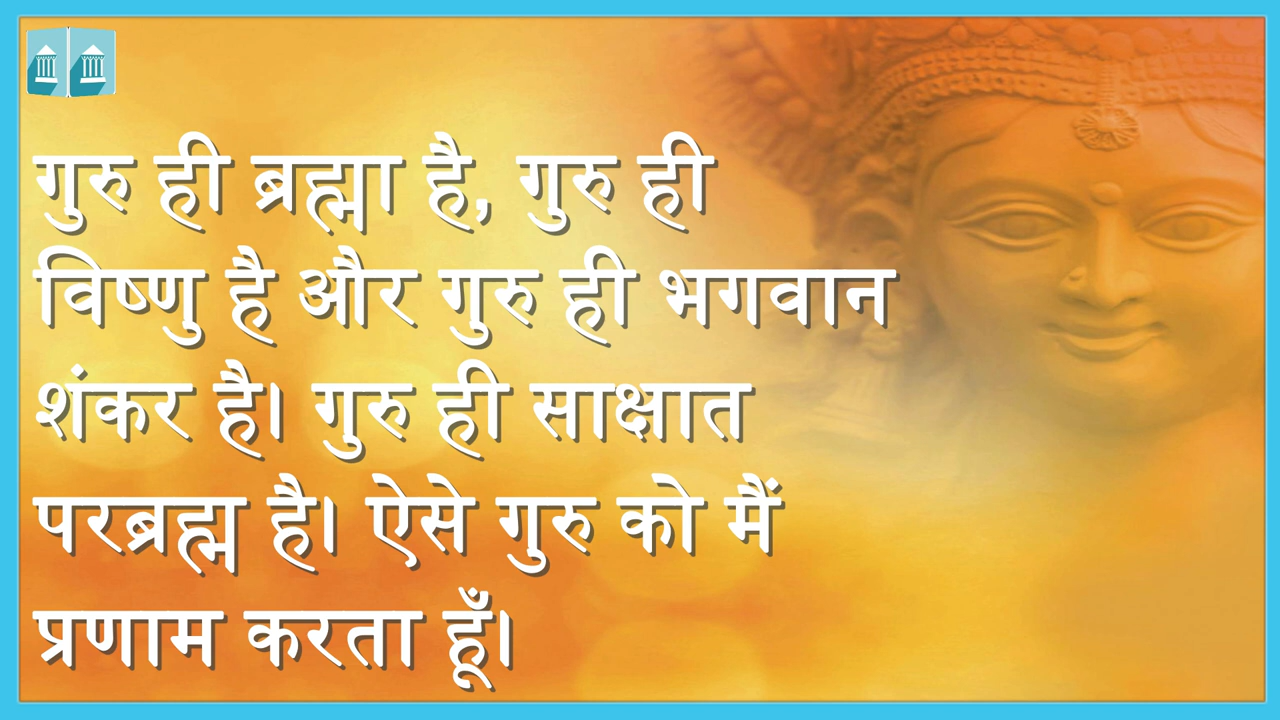 गुरु ही ब्रह्मा है, गुरु ही
विष्णु है और गुरु ही भगवान
शंकर है। गुरु ही साक्षात
परब्रह्म है। ऐसे गुरु को मैं
प्रणाम करता हूँ।